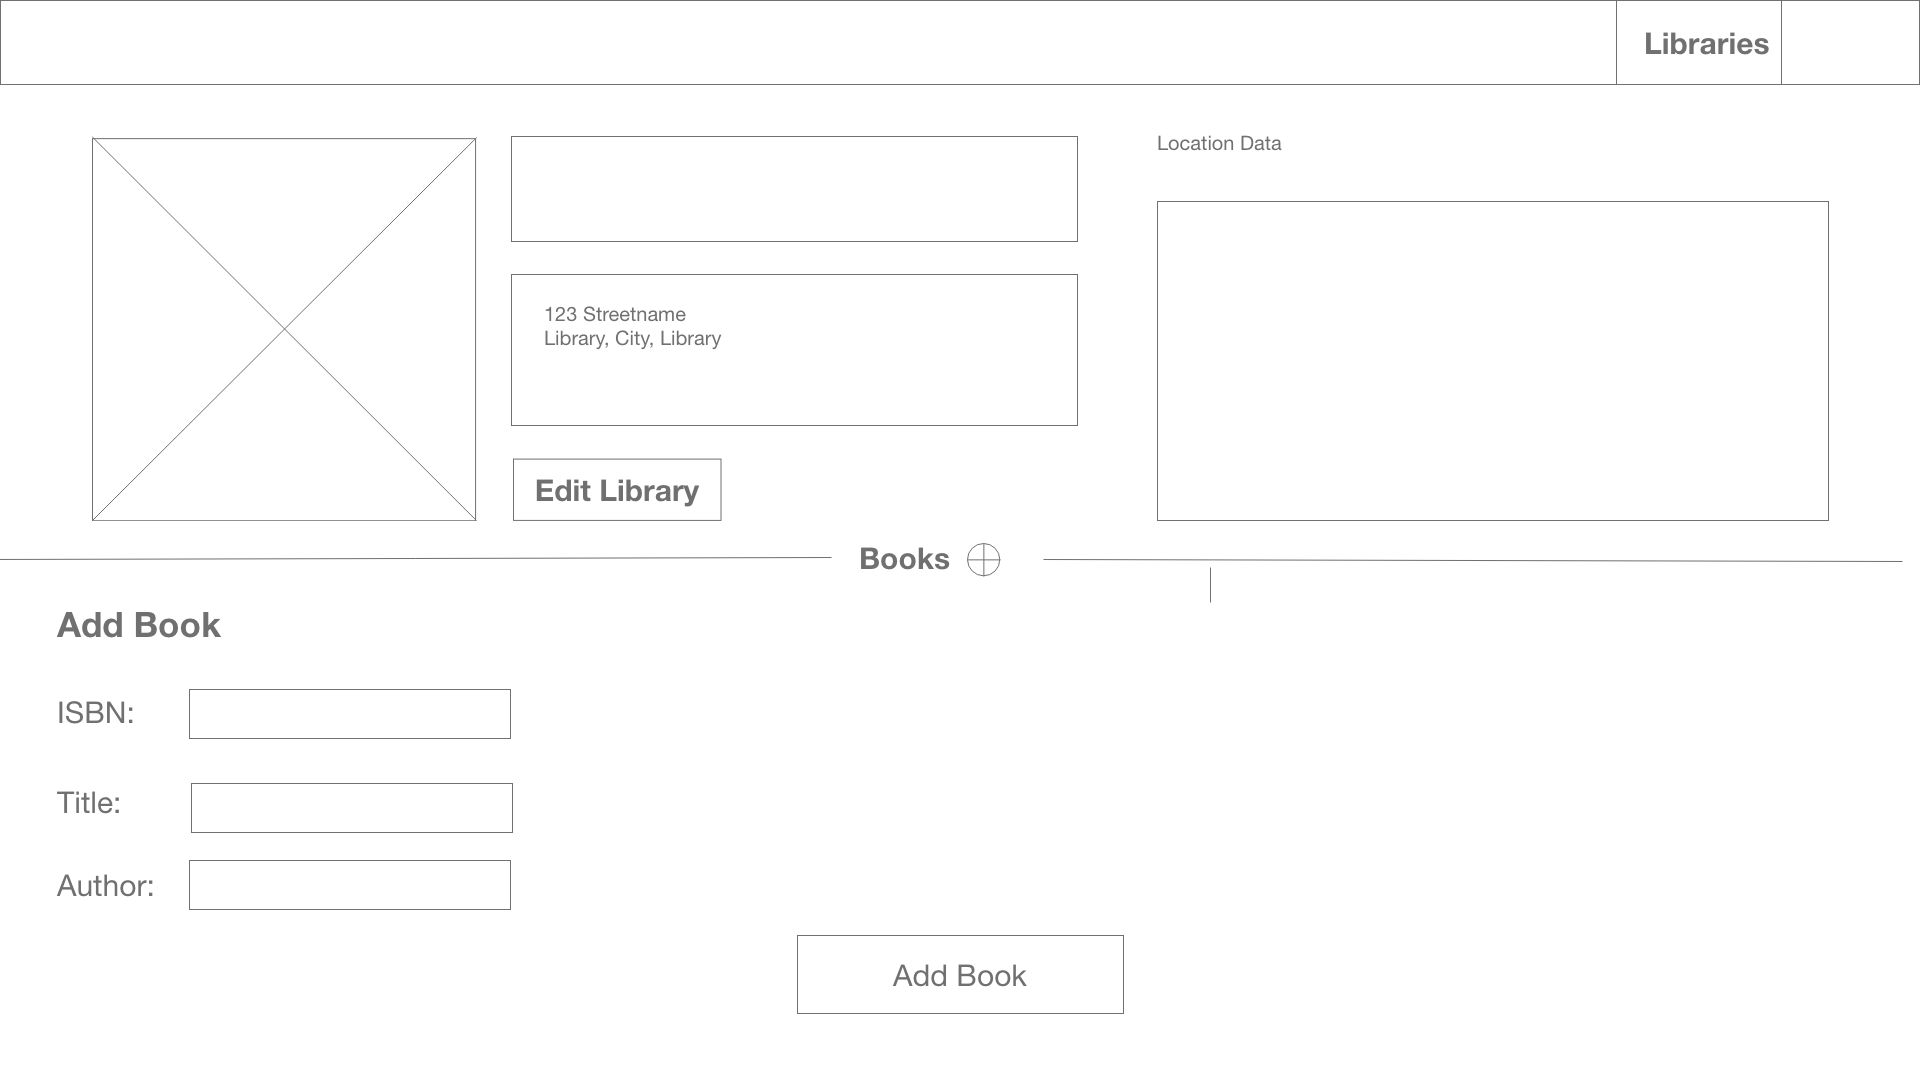 Libraries
Location Data
123 Streetname
Library, City, Library
Edit Library
Books
Add Book
ISBN:
Title:
Author:
Add Book